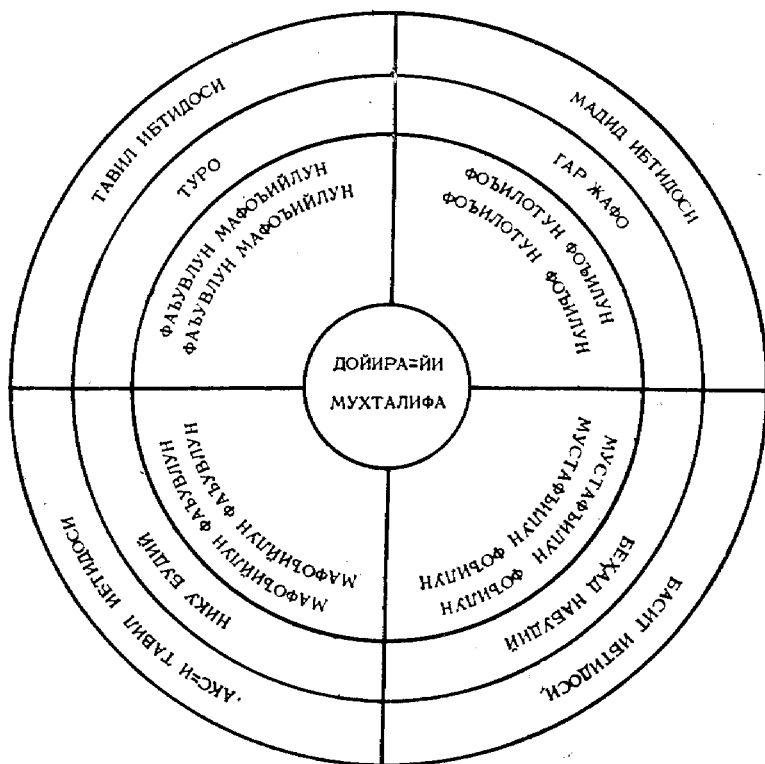 ТАВИЛ ИБТИДОСИ
ТУРО
ФАЪУВЛУН МАФОЪИЙЛУН
ФАЪУВЛУН МАФОЪИЙЛУН
МАДИД ИБТИДОСИ
ГАР ЖАФО
ФОЪИЛОТУН ФОЪИЛУН
ФОЪИЛОТУН ФОЪИЛУН
ДОЙИРА=ЙИ
МУХТАЛИФА
МУСТАФЪИЛУН ФОЪИЛУН
МУСТАФЪИЛУН ФОЪИЛУН
БЕҲАД НАБУДИЙ
БАСИТ ИБТИДОСИ
МАФОЪИЙЛУН ФАЪУВЛУН
МАФОЪИЙЛУН ФАЪУВЛУН
НИКУ БУДИЙ
АКС=И ТАВИЛ ИБТИДОСИ